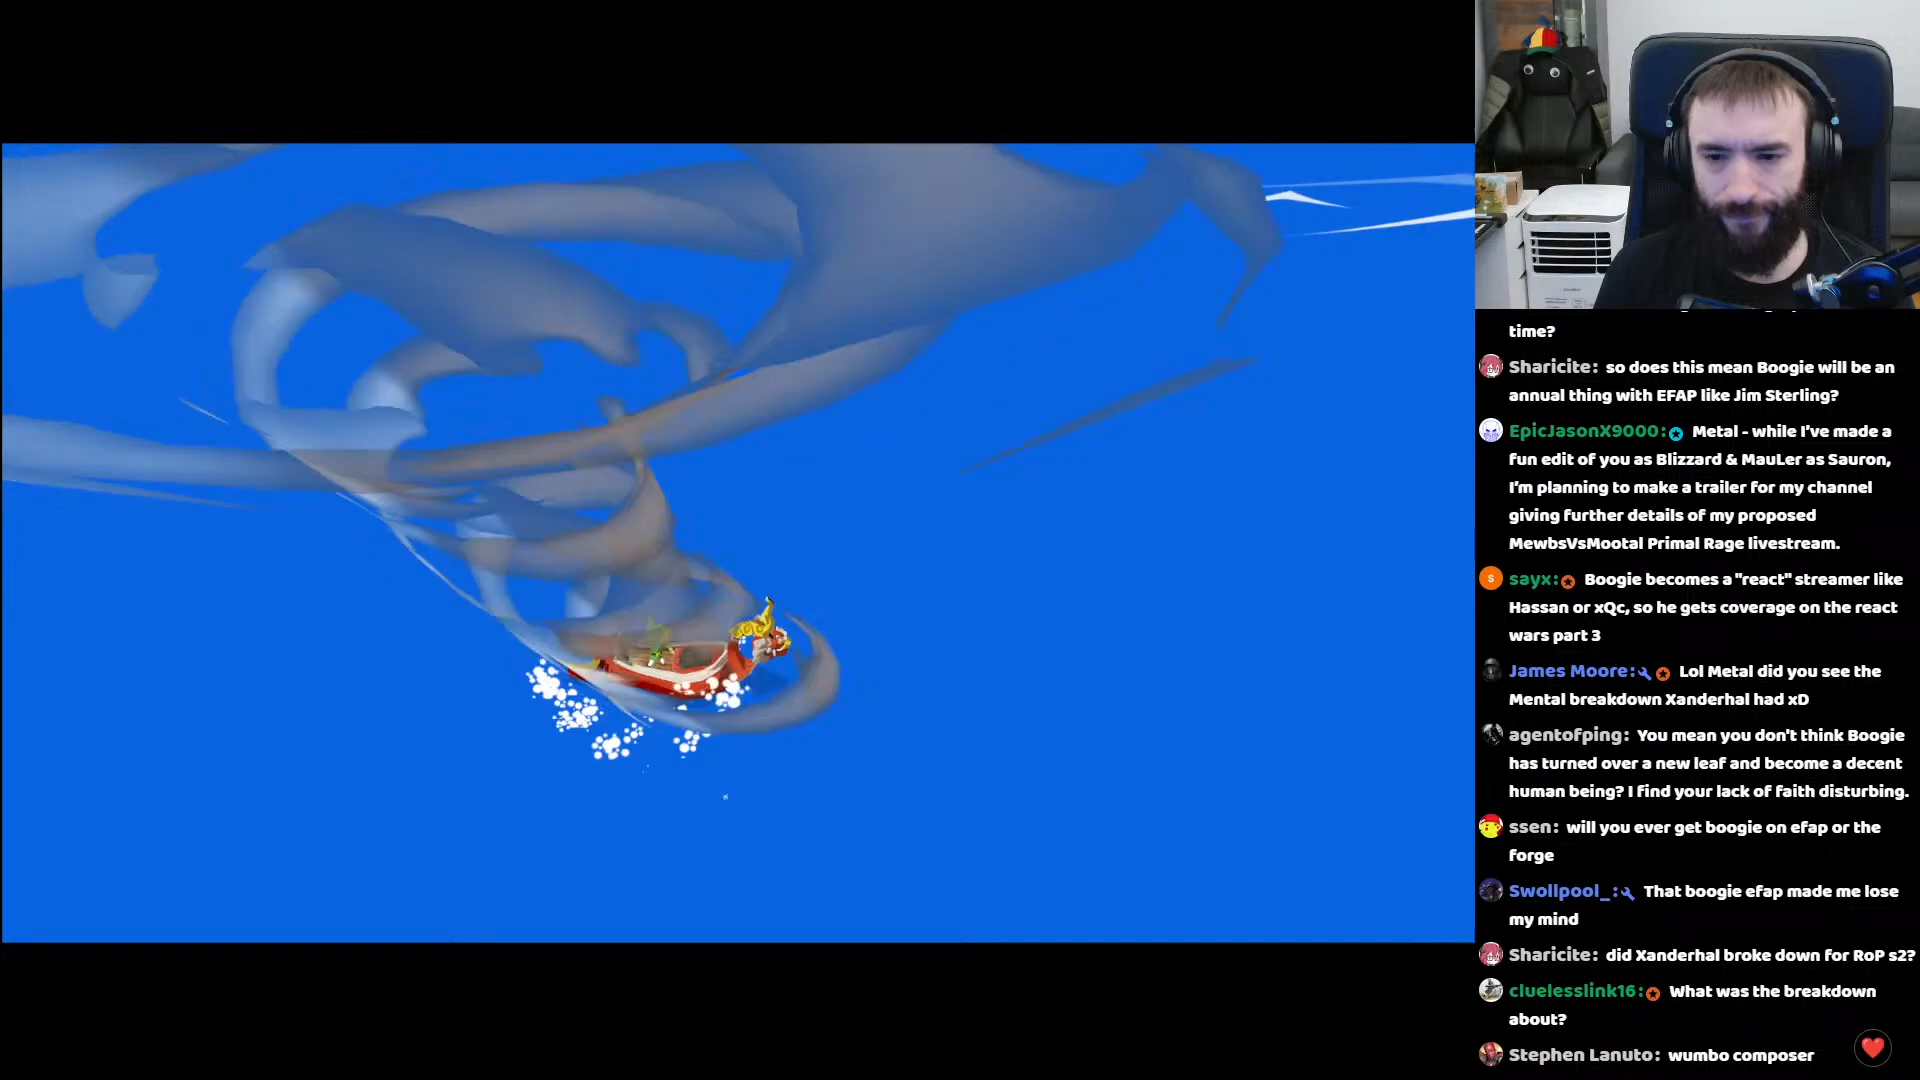 time?
Sharicite: so does this mean Boogie will be an
annual thing with EFAP like Jim Sterling?
EpicJasonX9000: Metal - while I've made a
fun edit of you as Blizzard & MauLer as Sauron,
I'm planning to make a trailer for my channel
giving further details of my proposed
MewbsVsMootal Primal Rage livestream.
S sayx: Boogie becomes a "react" streamer like
Hassan or xQc, so he gets coverage on the react
wars part 3
James Moore: Lol Metal did you see the
Mental breakdown Xanderhal had xD
agentofping: You mean you don't think Boogie
has turned over a new leaf and become a decent
human being? I find your lack of faith disturbing.
ssen: will you ever get boogie on efap or the
forge
Swollpool_: That boogie efap made me lose
my mind
Sharicite: did Xanderhal broke down for RoP s2?
cluelesslink16: What was the breakdown
about?
Stephen Lanuto: wumbo composer